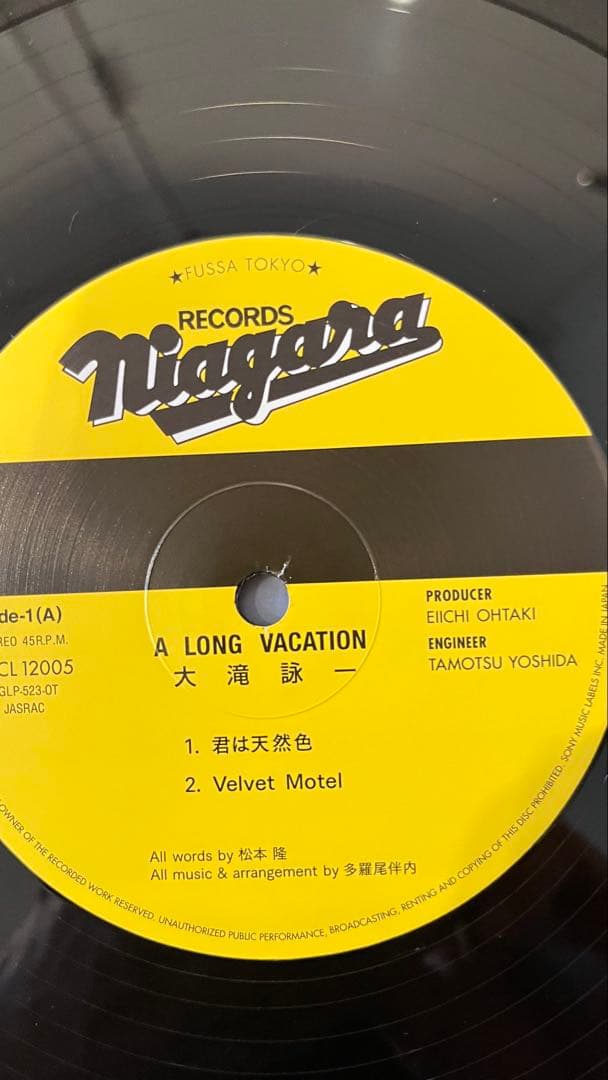 ★FUSSA TOKYO★
RECORDS
Niagara
de-1(A)
REO 45R.P.M.
CL 12005
GLP-523-OT
JASRAC
PRODUCER
EIICHI OHTAKI
ENGINEER
TAMOTSU YOSHIDA
A LONG VACATION
大滝詠一
1. 君は天然色
2. Velvet Motel
All words by 松本 隆
All music & arrangement by 多羅尾伴内
OWNER OF THE RECORDED WORK RESERVED. UNAUTHORIZED PUBLIC PERFORMANCE, BROADCASTING, RENTING AND COPYING OF THIS DISC PROHIBITED. SONY MUSIC LABELS INC. MADE IN JAPAN